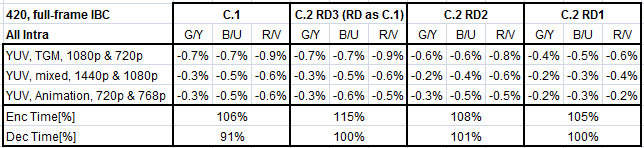 420, full-frame IBC C.1 C.2 RD3 (RD as C.1) C.2 RD2 C.2 RD1
All Intra G/Y B/U R/V G/Y B/U R/V G/Y B/U R/V G/Y B/U R/V
YUV, TGM, 1080p & 720p -0.7% -0.7% -0.9% -0.7% -0.7% -0.9% -0.6% -0.6% -0.8% -0.4% -0.5% -0.6%
YUV, mixed, 1440p & 1080p -0.3% -0.5% -0.6% -0.3% -0.5% -0.6% -0.2% -0.4% -0.6% -0.2% -0.3% -0.4%
YUV, Animation, 720p & 768p -0.3% -0.5% -0.6% -0.3% -0.6% -0.5% -0.3% -0.5% -0.5% -0.2% -0.3% -0.2%
Enc Time[%] 106% 115% 108% 105%
Dec Time[%] 91% 100% 101% 100%